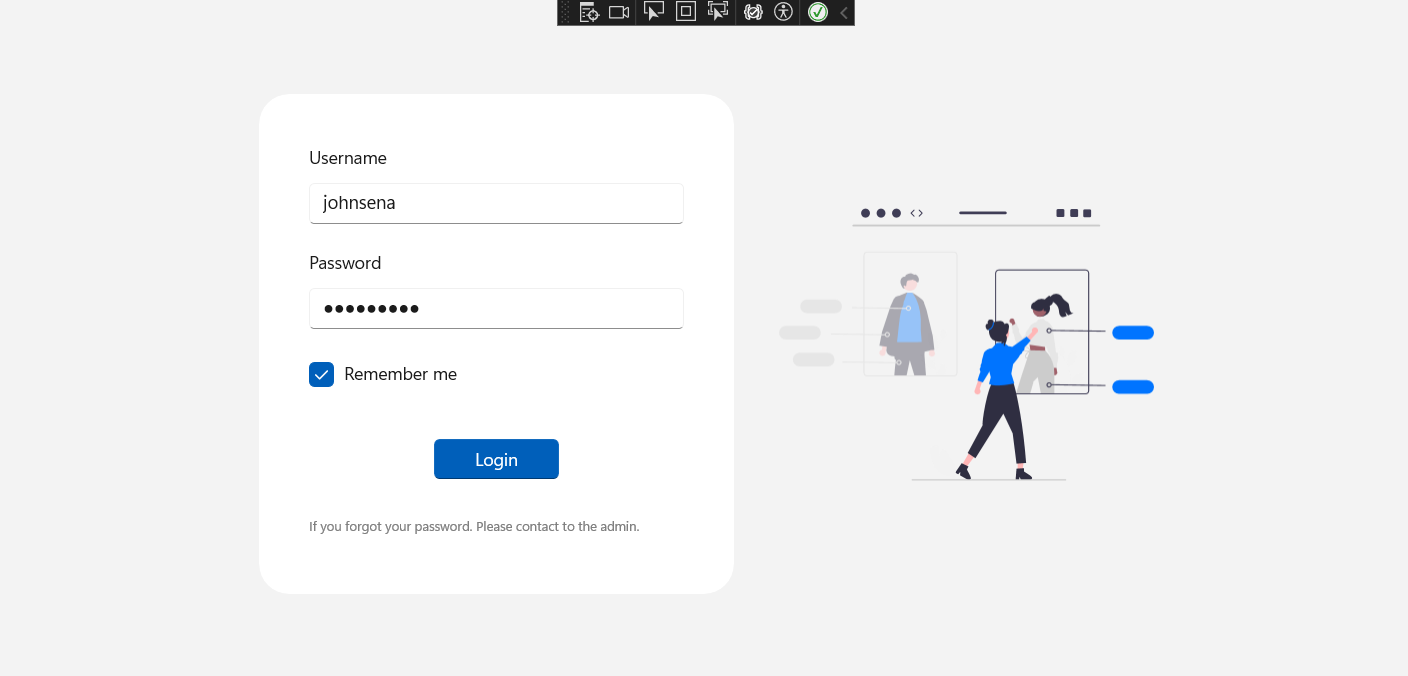 Username
johnsena
Password
●●●●●●●●●
Remember me
Login
If you forgot your password. Please contact to the admin.